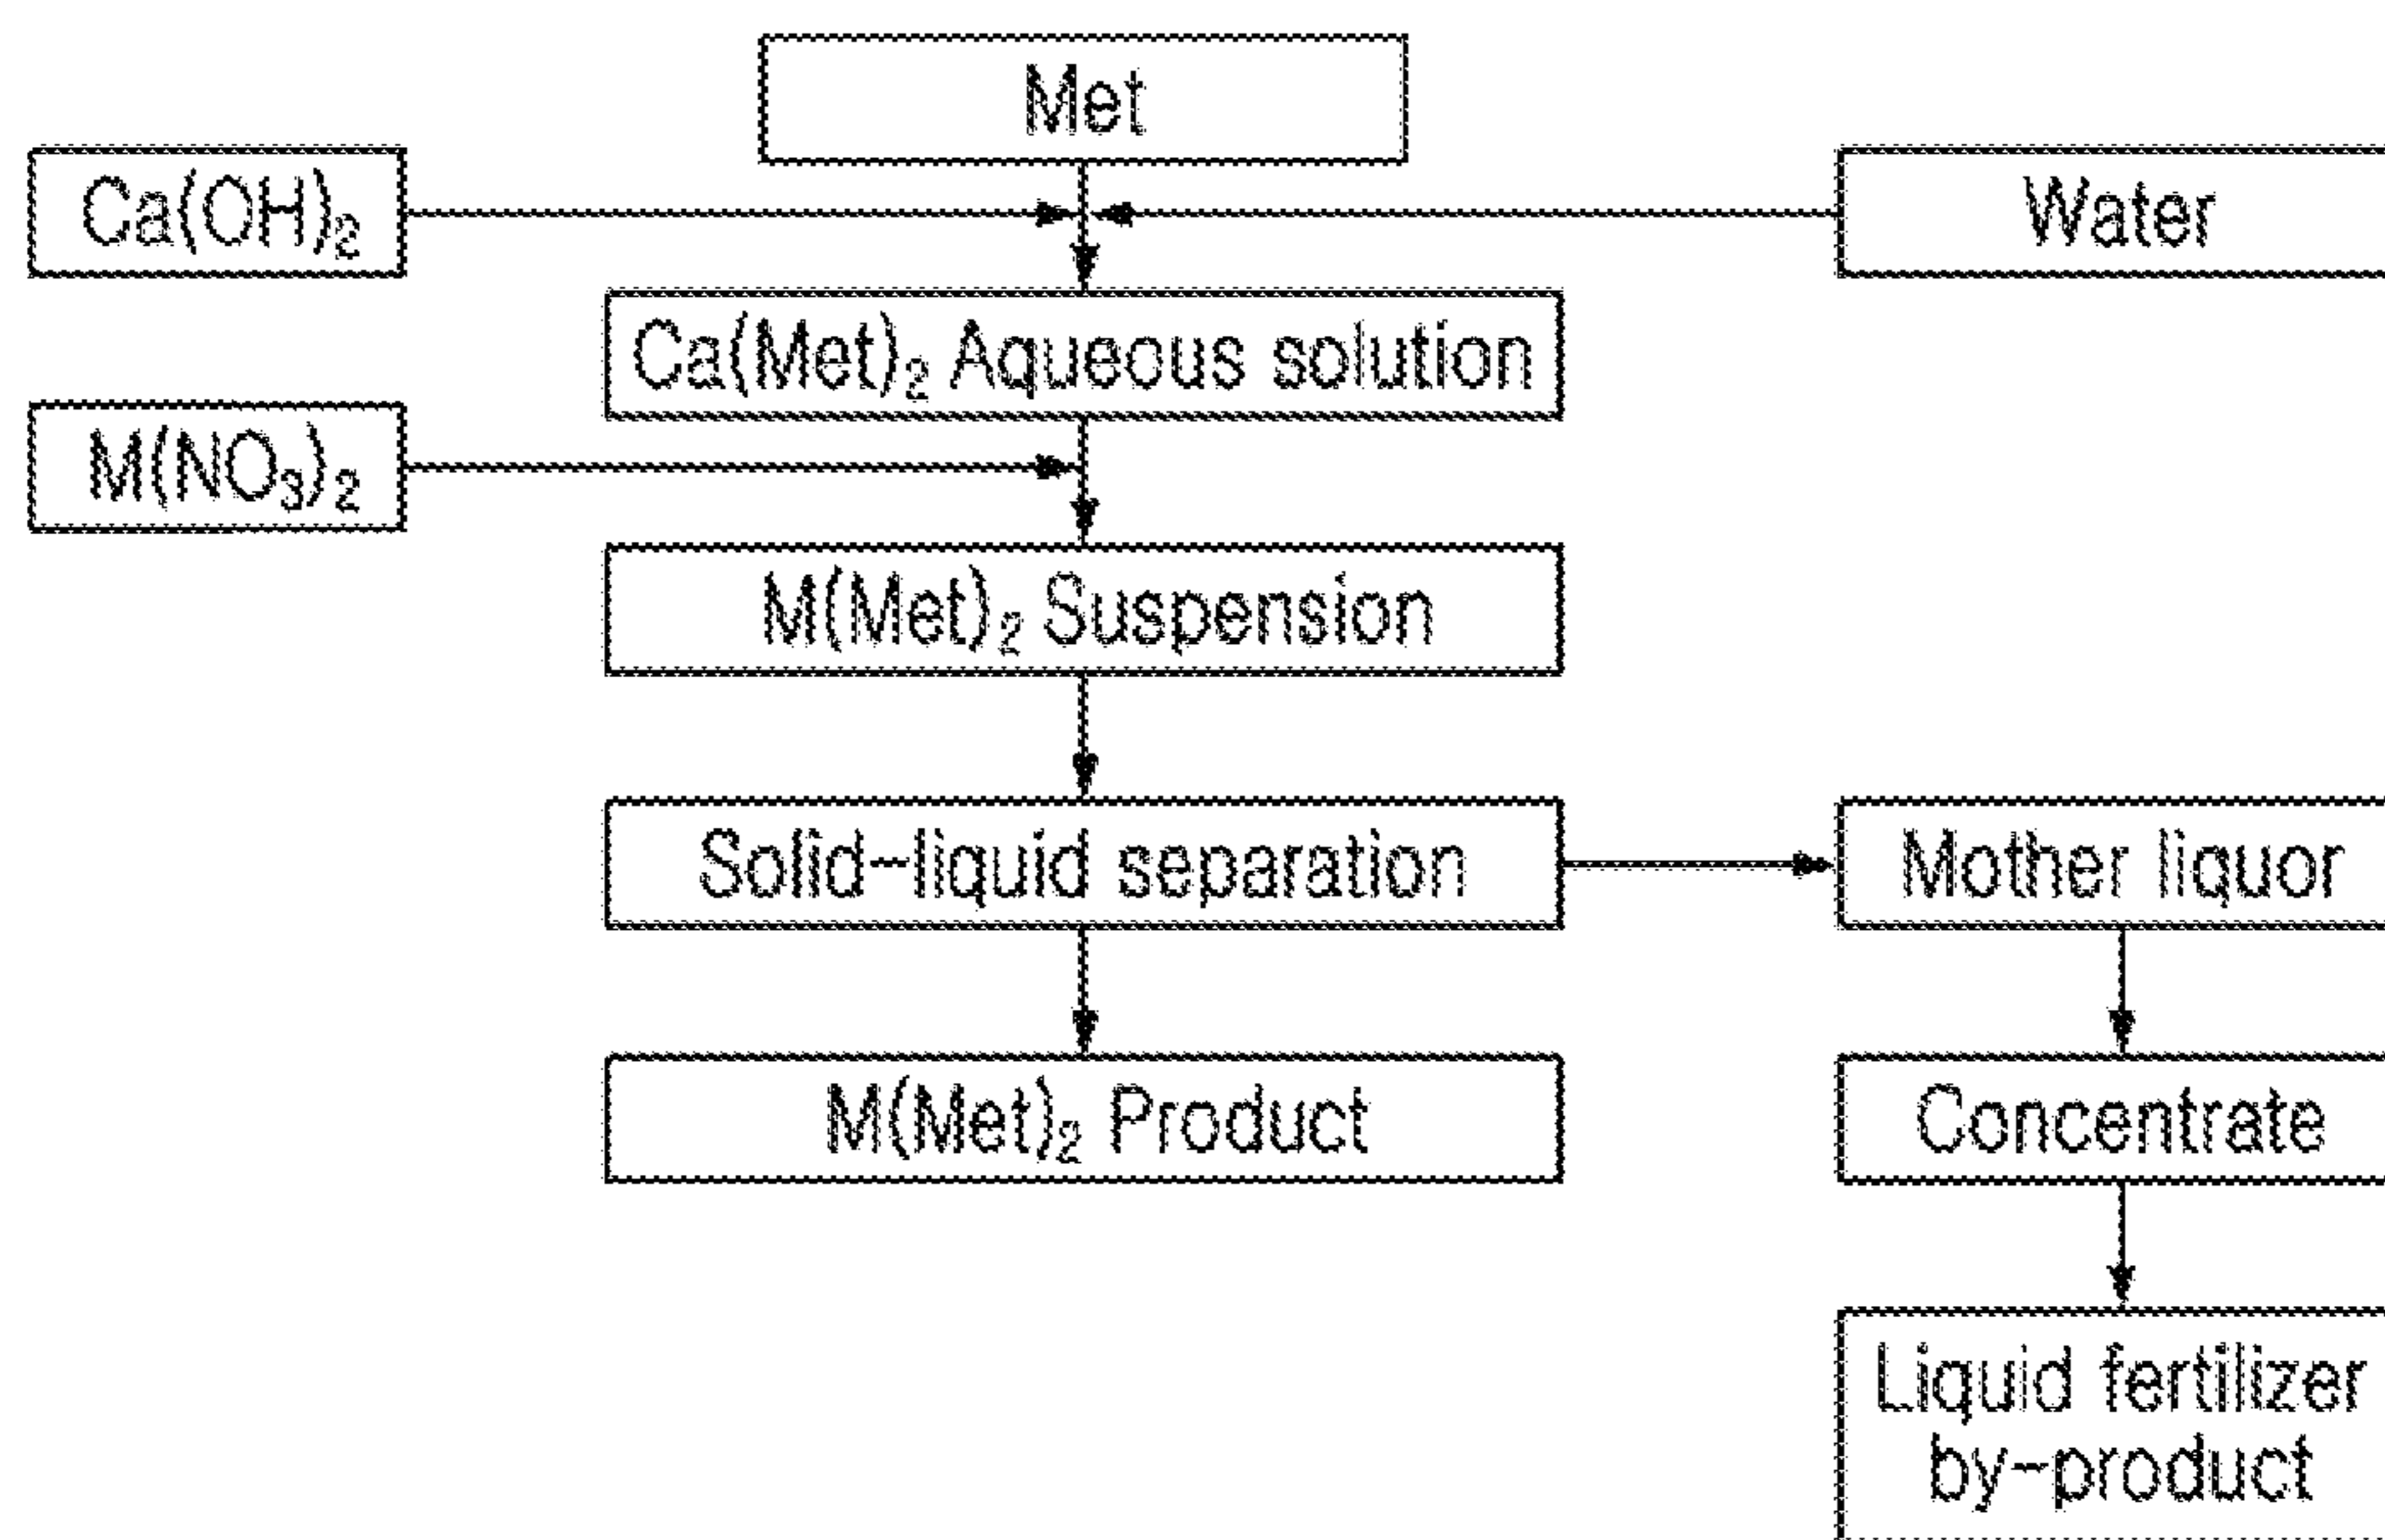 Met
Ca(OH)₂
Water
Ca(Met)₂ Aqueous solution
M(NO₃)₂
M(Met)₂ Suspension
Solid-liquid separation
Mother liquor
M(Met)₂ Product
Concentrate
Liquid fertilizer
by-product